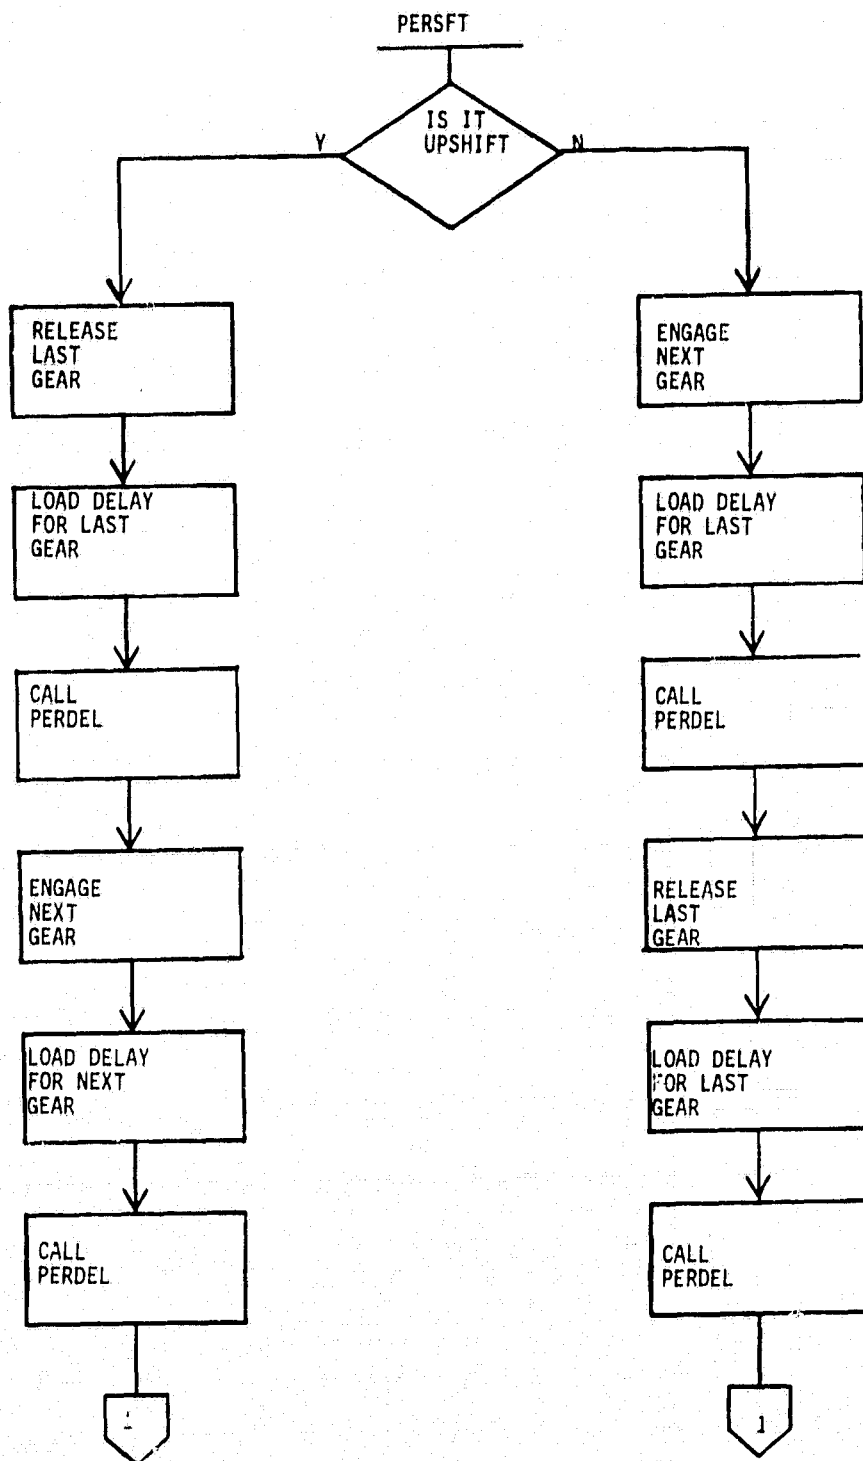 PERSFT
IS IT
UPSHIFT
Y
N
RELEASE
LAST
GEAR
LOAD DELAY
FOR LAST
GEAR
CALL
PERDEL
ENGAGE
NEXT
GEAR
LOAD DELAY
FOR NEXT
GEAR
CALL
PERDEL
ENGAGE
NEXT
GEAR
LOAD DELAY
FOR LAST
GEAR
CALL
PERDEL
RELEASE
LAST
GEAR
LOAD DELAY
FOR LAST
GEAR
CALL
PERDEL
1